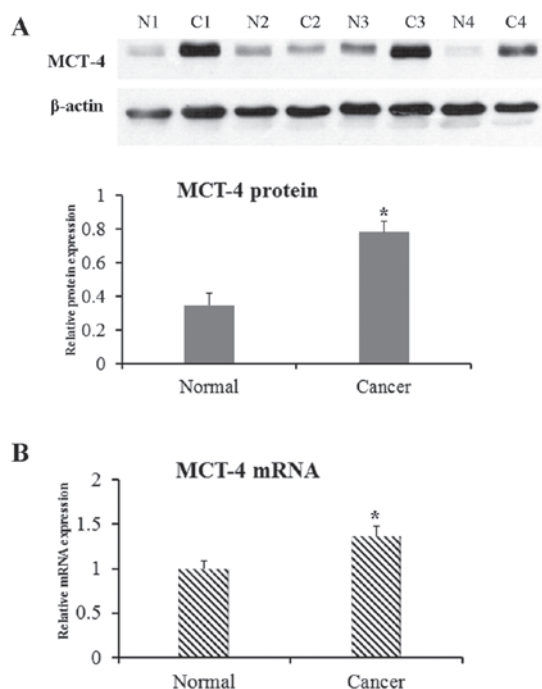 A
N1 C1 N2 C2 N3 C3 N4 C4
MCT-4
β-actin
MCT-4 protein
Relative protein expression
1
0.8
0.6
0.4
0.2
0
*
Normal Cancer
B
MCT-4 mRNA
Relative mRNA expression
2
1.5
1
0.5
0
*
Normal Cancer